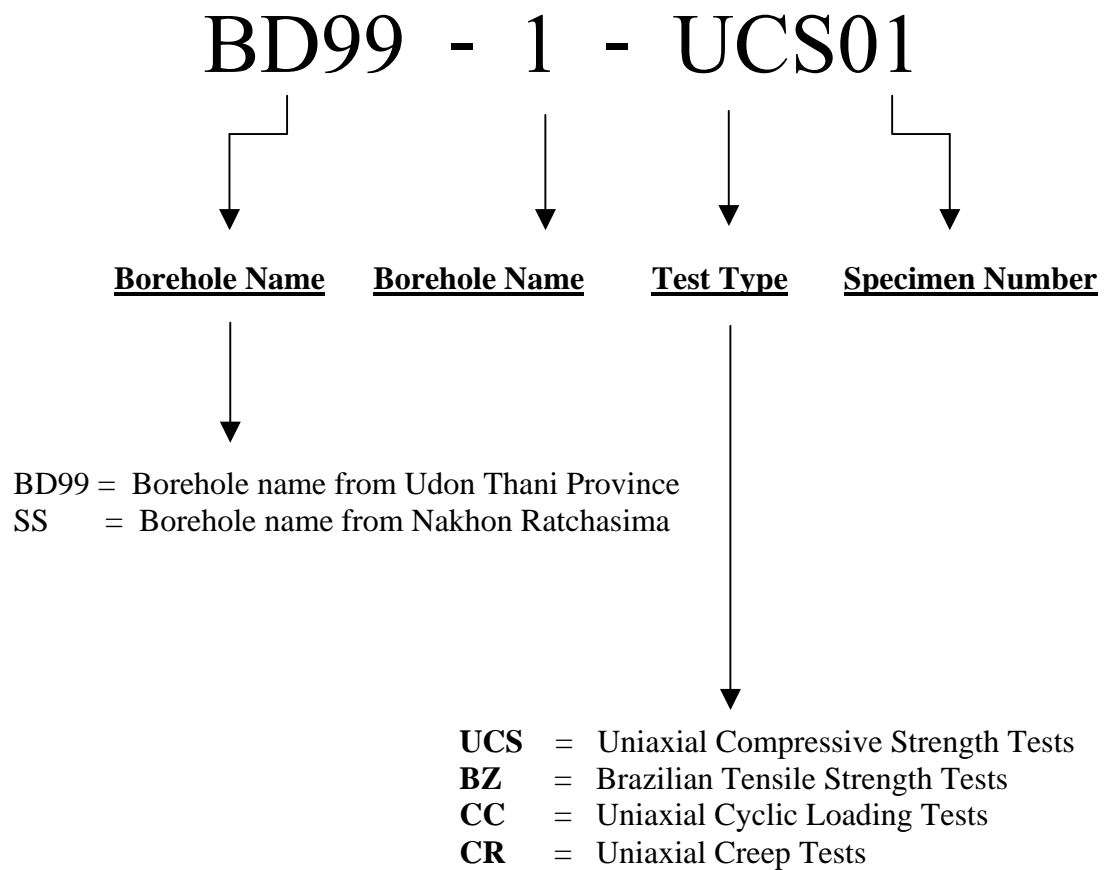 BD99 - 1 - UCS01
Borehole Name Borehole Name Test Type Specimen Number
BD99 = Borehole name from Udon Thani Province
SS = Borehole name from Nakhon Ratchasima
UCS = Uniaxial Compressive Strength Tests
BZ = Brazilian Tensile Strength Tests
CC = Uniaxial Cyclic Loading Tests
CR = Uniaxial Creep Tests